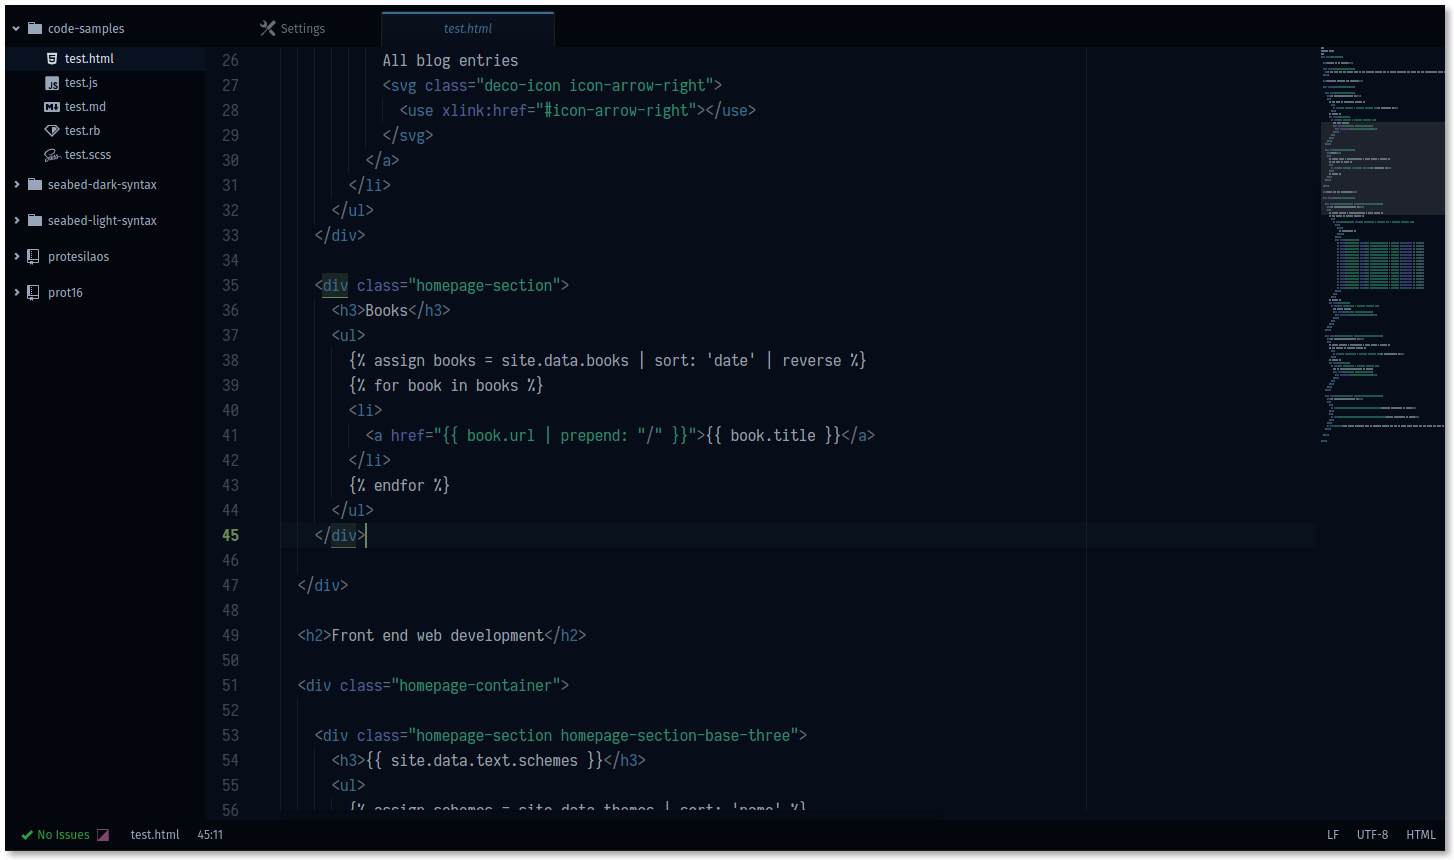 code-samples
test.html
test.js
test.md
test.rb
test.scss
seabed-dark-syntax
seabed-light-syntax
protesilaos
prot16
Settings
test.html
26 All blog entries
27 <svg class="deco-icon icon-arrow-right">
28 <use xlink:href="#icon-arrow-right"></use>
29 </svg>
30 </a>
31 </li>
32 </ul>
33 </div>
34
35 <div class="homepage-section">
36 <h3>Books</h3>
37 <ul>
38 {% assign books = site.data.books | sort: 'date' | reverse %}
39 {% for book in books %}
40 <li>
41 <a href="{{ book.url | prepend: "/" }}">{{ book.title }}</a>
42 </li>
43 {% endfor %}
44 </ul>
45 </div>
46
47 </div>
48
49 <h2>Front end web development</h2>
50
51 <div class="homepage-container">
52
53 <div class="homepage-section homepage-section-base-three">
54 <h3>{{ site.data.text.schemes }}</h3>
55 <ul>
56 {% assign schemes = site.data.themes | sort: 'name' %}
No Issues test.html 45:11 LF UTF-8 HTML